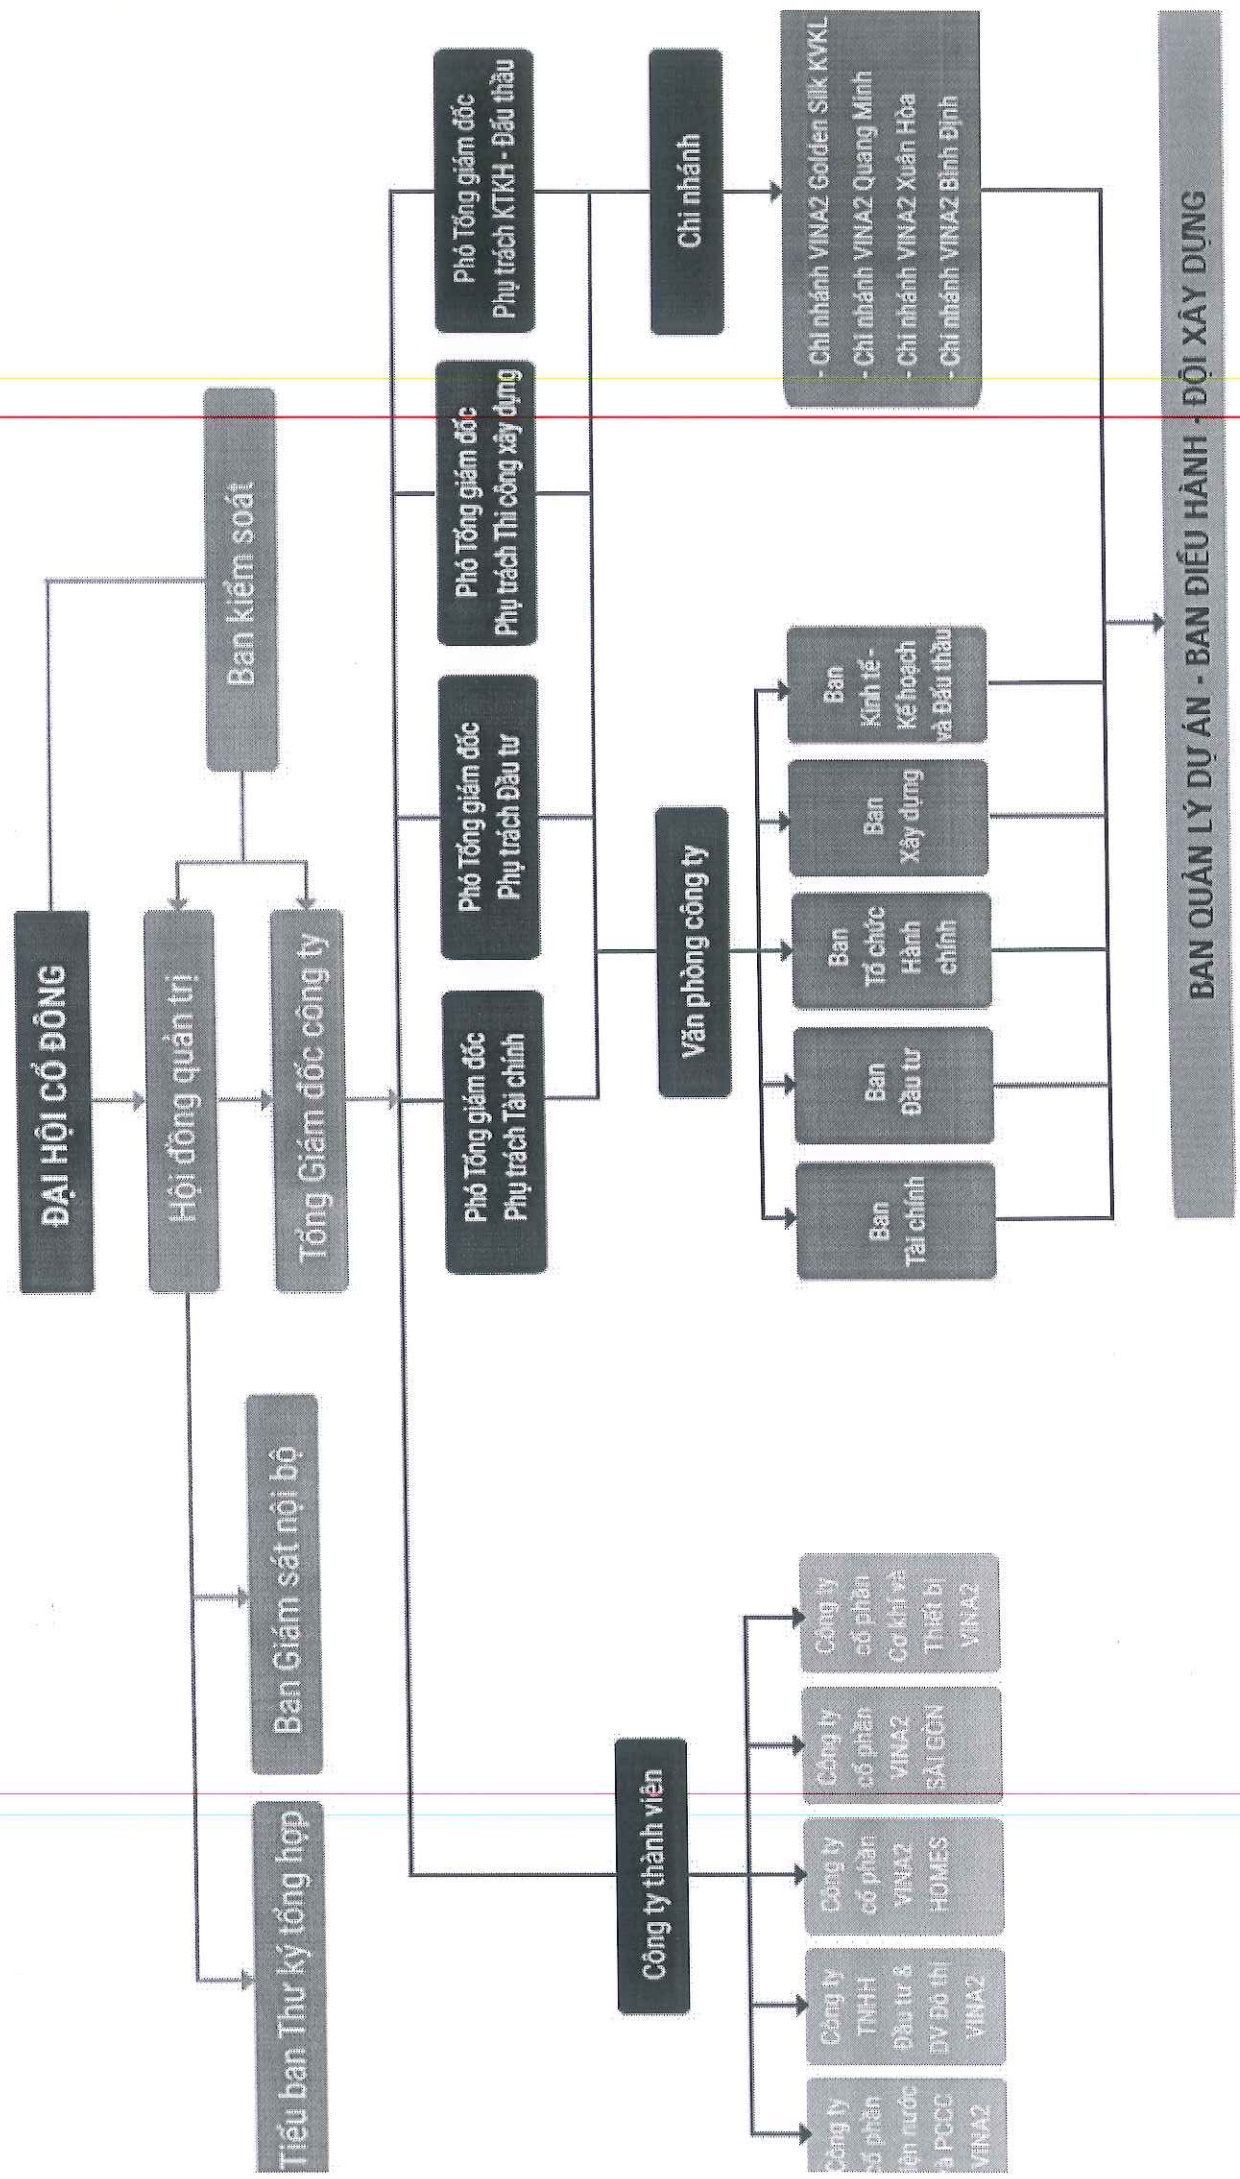 ĐẠI HỘI CỔ ĐÔNG
Ban kiểm soát
Hội đồng quản trị
Tổng Giám đốc công ty
Tiểu ban Thư ký tổng hợp
Ban Giám sát nội bộ
Phó Tổng giám đốc
Phụ trách Tài chính
Phó Tổng giám đốc
Phụ trách Đầu tư
Phó Tổng giám đốc
Phụ trách Thi công xây dựng
Phó Tổng giám đốc
Phụ trách KTKH - Đấu thầu
Công ty thành viên
Văn phòng công ty
Chi nhánh
Công ty
cổ phần
iện nước
à PCCC
VINA2
Công ty
TNHH
Đầu tư &
DV Đô thị
VINA2
Công ty
cổ phần
VINA2
HOMES
Công ty
cổ phần
VINA2
SÀI GÒN
Công ty
cổ phần
Cơ khí và
Thiết bị
VINA2
Ban
Tài chính
Ban
Đầu tư
Ban
Tổ chức
Hành
chính
Ban
Xây dựng
Ban
Kinh tế -
Kế hoạch
và Đấu thầu
- Chi nhánh VINA2 Golden Silk KVKL
- Chi nhánh VINA2 Quang Minh
- Chi nhánh VINA2 Xuân Hòa
- Chi nhánh VINA2 Bình Định
BAN QUẢN LÝ DỰ ÁN - BAN ĐIỀU HÀNH - ĐỘI XÂY DỰNG